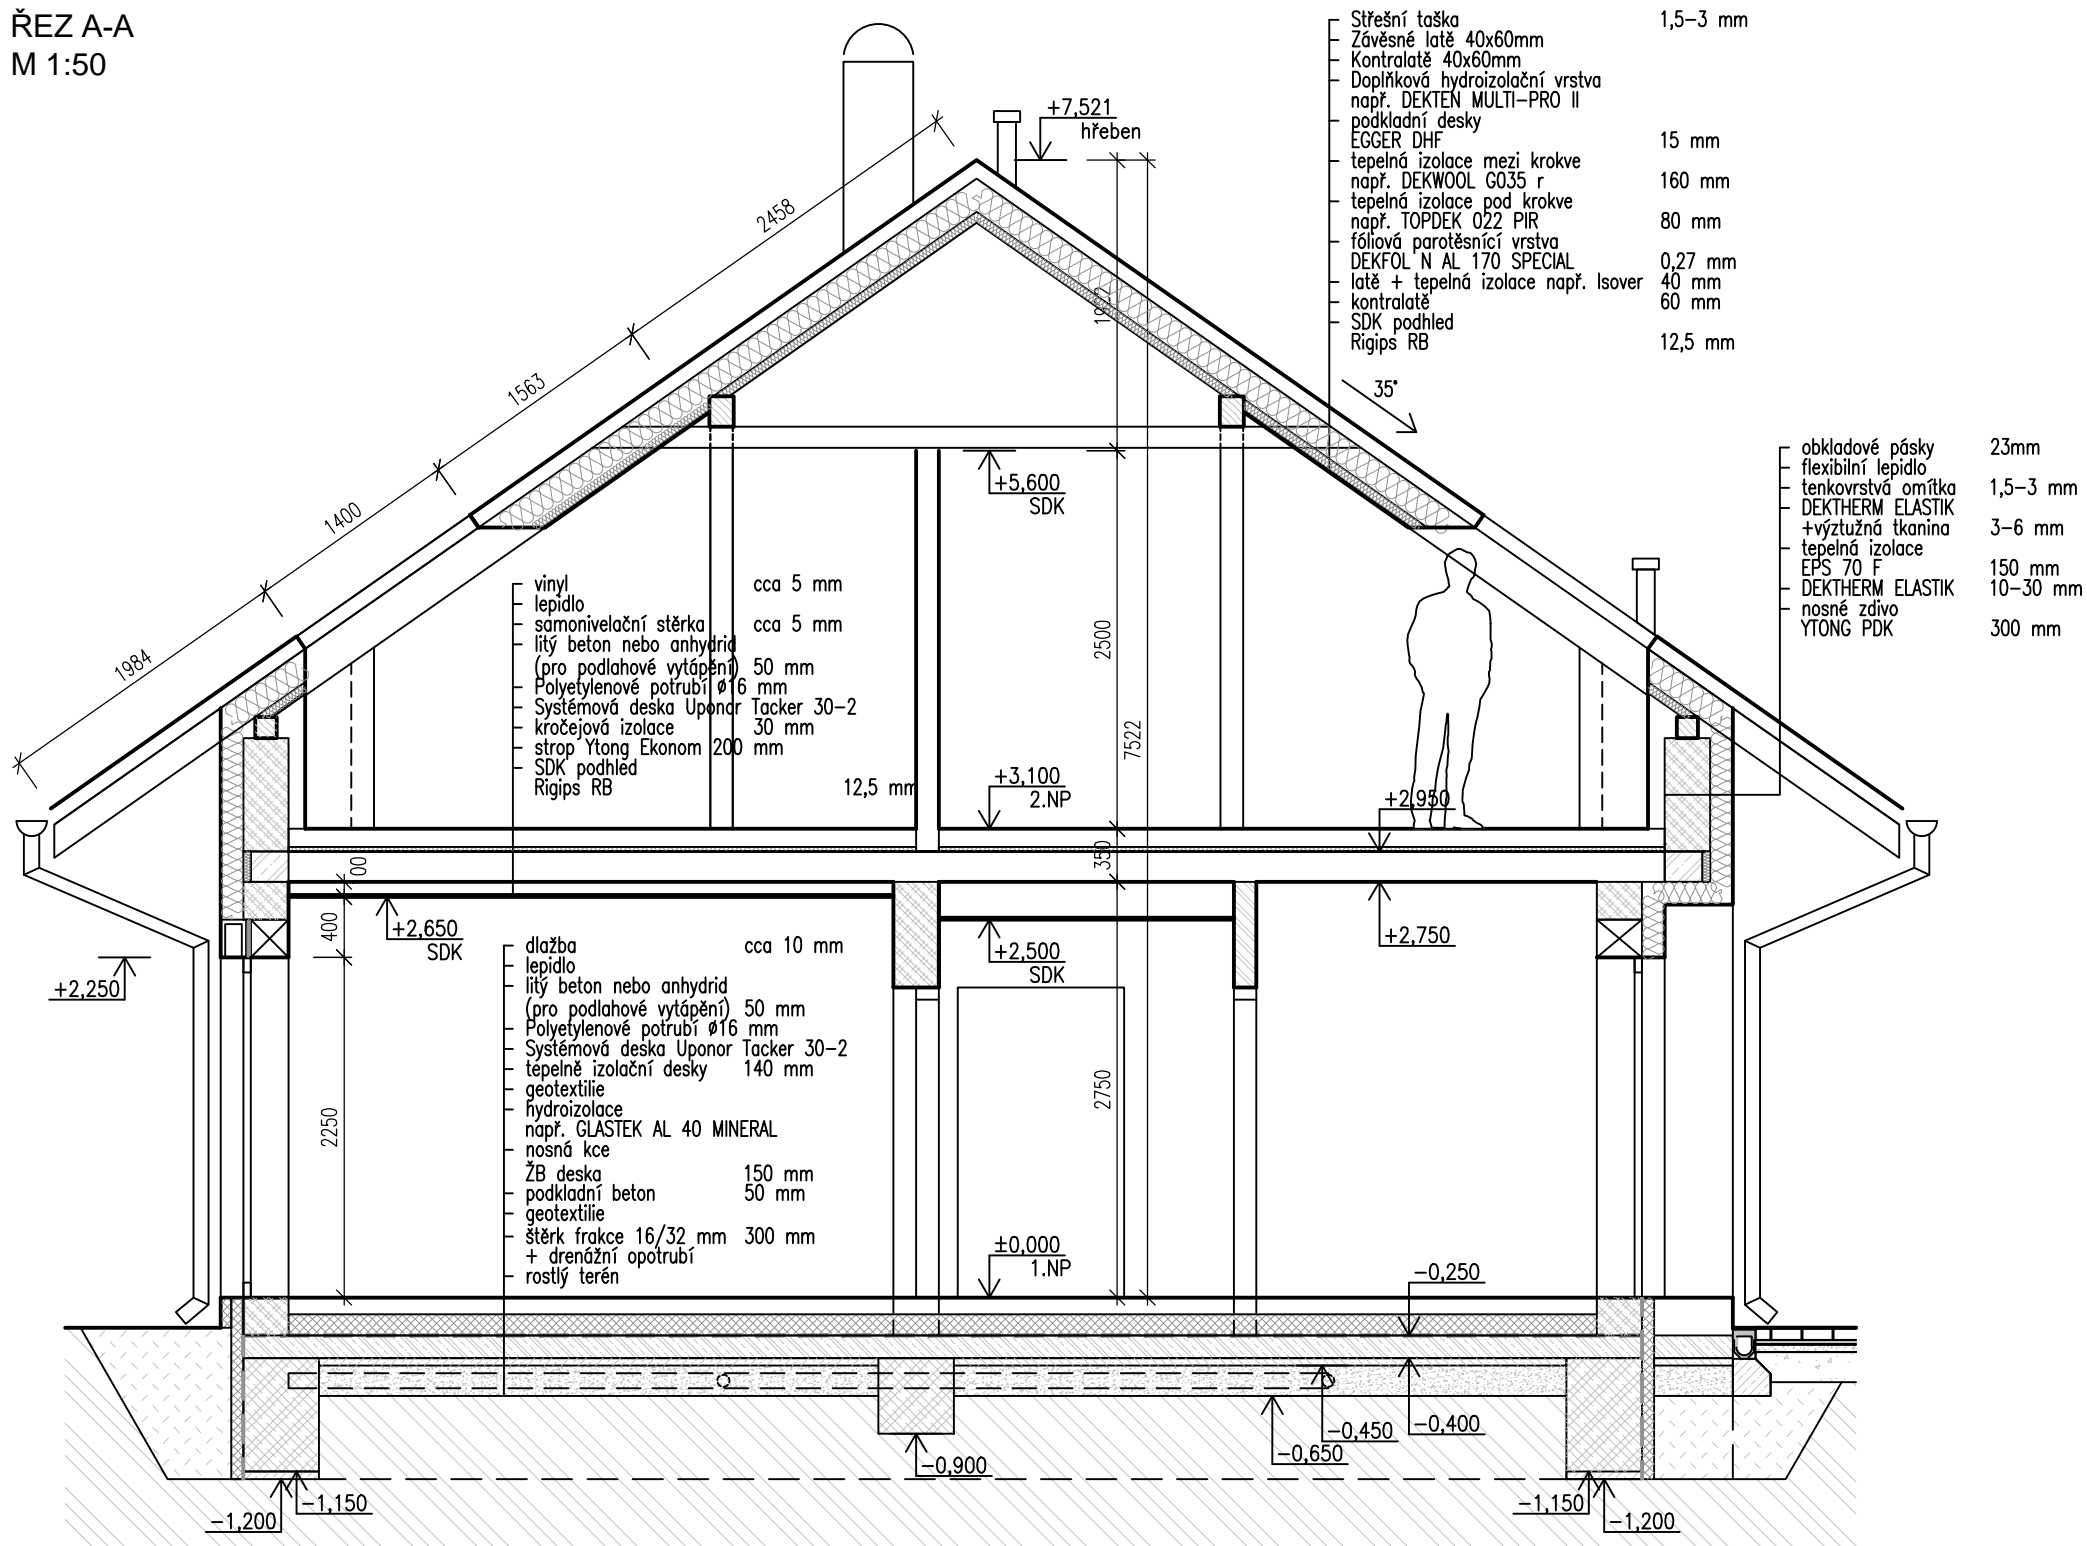 ŘEZ A-A
M 1:50
Střešní taška 1,5-3 mm
Závěsné latě 40x60mm
Kontralatě 40x60mm
Doplňková hydroizolační vrstva
např. DEKTEN MULTI-PRO II
podkladní desky
EGGER DHF 15 mm
tepelná izolace mezi krokve
např. DEKWOOL G035 r 160 mm
tepelná izolace pod krokve
např. TOPDEK 022 PIR 80 mm
fóliová parotěsnící vrstva
DEKFOL N AL 170 SPECIAL 0,27 mm
latě + tepelná izolace např. Isover 40 mm
kontralatě 60 mm
SDK podhled
Rigips RB 12,5 mm
+7,521
hřeben
2458
1563
1400
1984
35°
obkladové pásky 23mm
flexibilní lepidlo
tenkovrstvá omítka 1,5-3 mm
DEKTHERM ELASTIK
+výztužná tkanina 3-6 mm
tepelná izolace
EPS 70 F 150 mm
DEKTHERM ELASTIK 10-30 mm
nosné zdivo
YTONG PDK 300 mm
+5,600
SDK
vinyl cca 5 mm
lepidlo
samonivelační stěrka cca 5 mm
litý beton nebo anhydrid
(pro podlahové vytápění) 50 mm
Polyetylenové potrubí ø16 mm
Systémová deska Uponor Tacker 30-2
kročejová izolace 30 mm
strop Ytong Ekonom 200 mm
SDK podhled
Rigips RB 12,5 mm
2500
7522
+3,100
2.NP
+2,950
350
00
400
+2,650
SDK
+2,500
SDK
+2,750
+2,250
dlažba cca 10 mm
lepidlo
litý beton nebo anhydrid
(pro podlahové vytápění) 50 mm
Polyetylenové potrubí ø16 mm
Systémová deska Uponor Tacker 30-2
tepelně izolační desky 140 mm
geotextilie
hydroizolace
např. GLASTEK AL 40 MINERAL
nosná kce
ŽB deska 150 mm
podkladní beton 50 mm
geotextilie
štěrk frakce 16/32 mm 300 mm
+ drenážní opotrubí
rostlý terén
2250
2750
±0,000
1.NP
-0,250
-0,400
-0,450
-0,650
-0,900
-1,150
-1,200
-1,150
-1,200